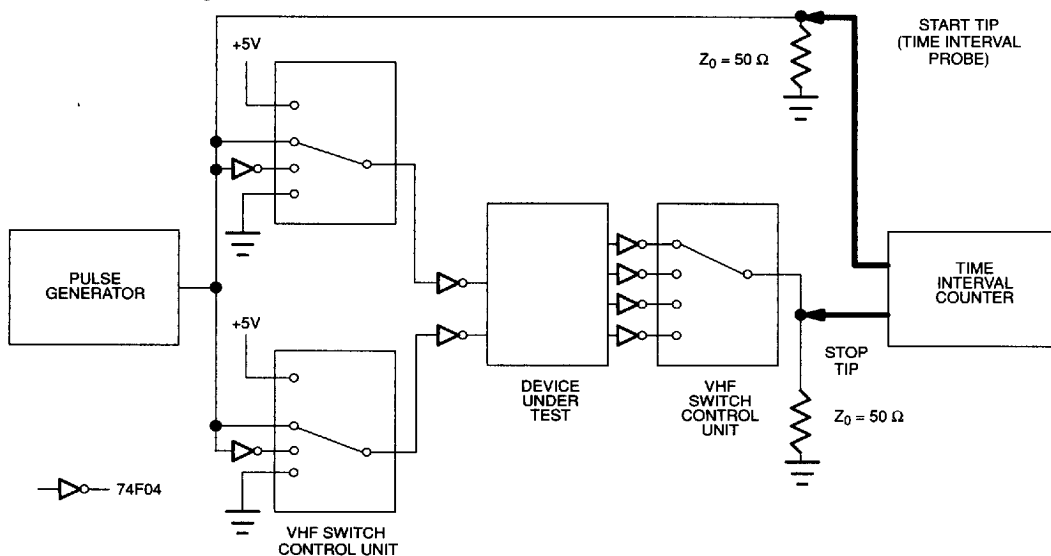 START TIP
(TIME INTERVAL
PROBE)
Z0 = 50 Ω
+5V
PULSE
GENERATOR
+5V
DEVICE
UNDER
TEST
VHF
SWITCH
CONTROL
UNIT
TIME
INTERVAL
COUNTER
STOP
TIP
Z0 = 50 Ω
74F04
VHF SWITCH
CONTROL UNIT